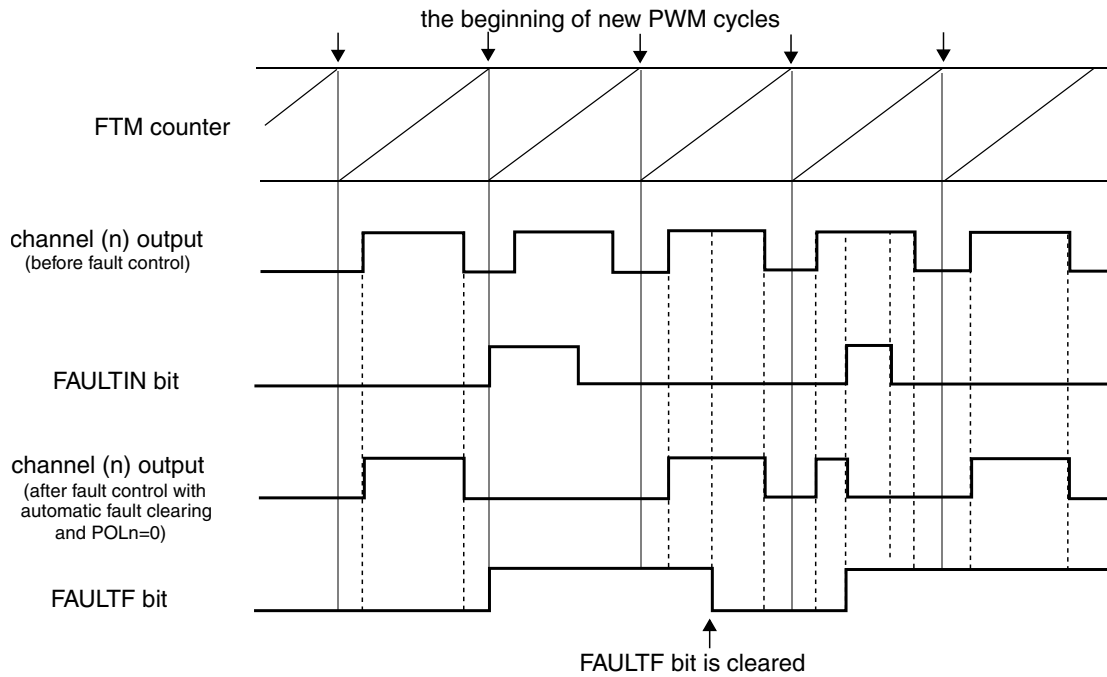 the beginning of new PWM cycles
FTM counter
channel (n) output
(before fault control)
FAULTIN bit
channel (n) output
(after fault control with
automatic fault clearing
and POLn=0)
FAULTF bit
FAULTF bit is cleared